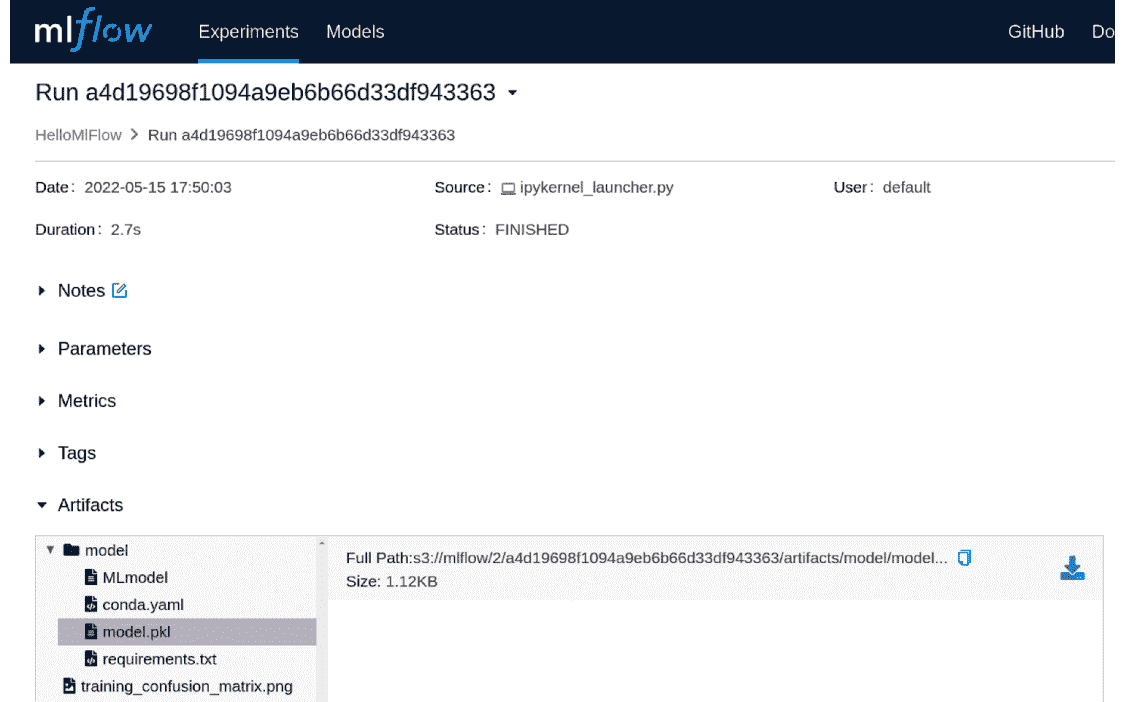 mlflow Experiments Models GitHub Do
Run a4d19698f1094a9eb6b66d33df943363
HelloMlFlow > Run a4d19698f1094a9eb6b66d33df943363
Date: 2022-05-15 17:50:03 Source: ipykernel_launcher.py User: default
Duration: 2.7s Status: FINISHED
Notes
Parameters
Metrics
Tags
Artifacts
model
MLmodel
conda.yaml
model.pkl
requirements.txt
training_confusion_matrix.png
Full Path:s3://mlflow/2/a4d19698f1094a9eb6b66d33df943363/artifacts/model/model...
Size: 1.12KB